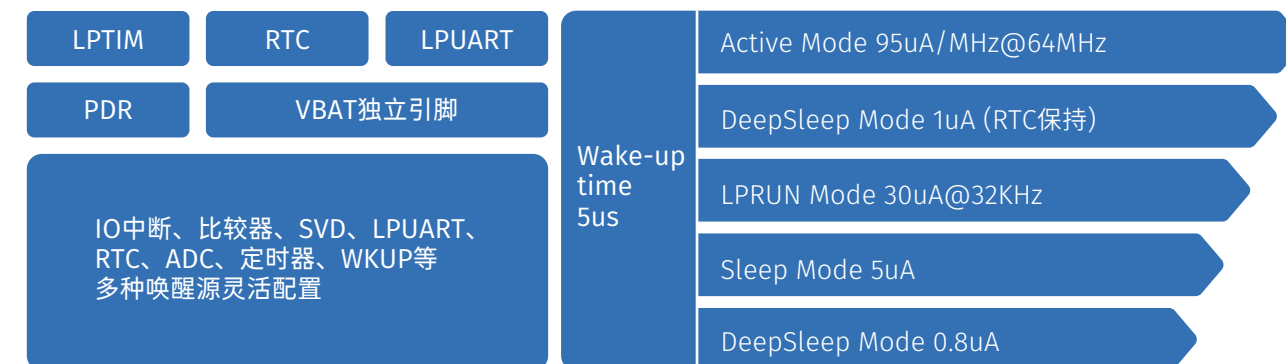 LPTIM
RTC
LPUART
PDR
VBAT独立引脚
IO中断、比较器、SVD、LPUART、
RTC、ADC、定时器、WKUP等
多种唤醒源灵活配置
Wake-up
time
5us
Active Mode 95uA/MHz@64MHz
DeepSleep Mode 1uA (RTC保持)
LPRUN Mode 30uA@32KHz
Sleep Mode 5uA
DeepSleep Mode 0.8uA